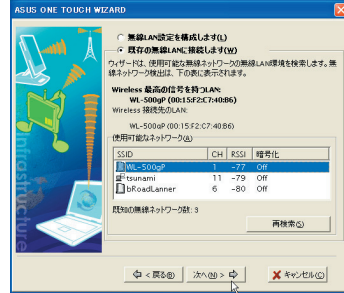 ASUS ONE TOUCH WIZARD
無線LAN設定を構成します(L)
既存の無線LANに接続します(W)
ウィザードは、使用可能な無線ネットワークの無線LAN環境を検索します。無
線ネットワーク検出は、下の表に表示されます。
Wireless 最高の信号を持つLAN:
WL-500gP (00:15:F2:C7:40:B6)
Wireless 接続先のLAN:
WL-500gP (00:15:F2:C7:40:B6)
使用可能なネットワーク(A)
SSID CH RSSI 暗号化
WL-500gP 1 -77 Off
tsunami 11 -79 Off
bRoadLanner 6 -80 Off
既知の無線ネットワーク数: 3
再検索(S)
< 戻る(B) 次へ(N) > キャンセル(C)
Infrastructure